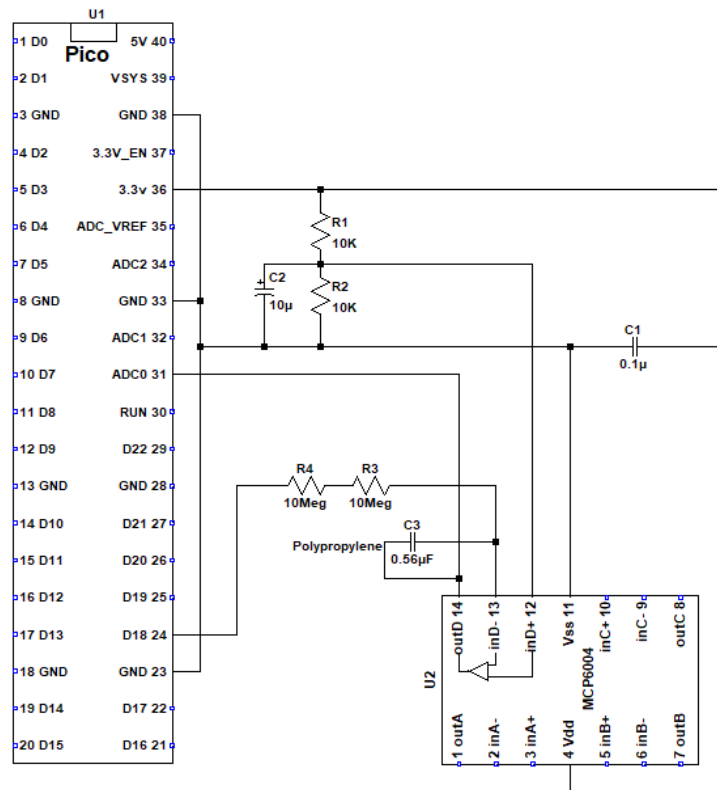 U1
Pico
1 D0
5V 40
2 D1
VSYS 39
3 GND
GND 38
4 D2
3.3V_EN 37
5 D3
3.3v 36
6 D4
ADC_VREF 35
7 D5
ADC2 34
8 GND
GND 33
9 D6
ADC1 32
10 D7
ADC0 31
11 D8
RUN 30
12 D9
D22 29
13 GND
GND 28
14 D10
D21 27
15 D11
D20 26
16 D12
D19 25
17 D13
D18 24
18 GND
GND 23
19 D14
D17 22
20 D15
D16 21
R1
10K
C2
+
10µ
R2
10K
C1
0.1µ
R4
10Meg
R3
10Meg
C3
Polypropylene
0.56µF
U2
MCP6004
outD 14
inD- 13
inD+ 12
Vss 11
inC+ 10
inC- 9
outC 8
1 outA
2 inA-
3 inA+
4 Vdd
5 inB+
6 inB-
7 outB